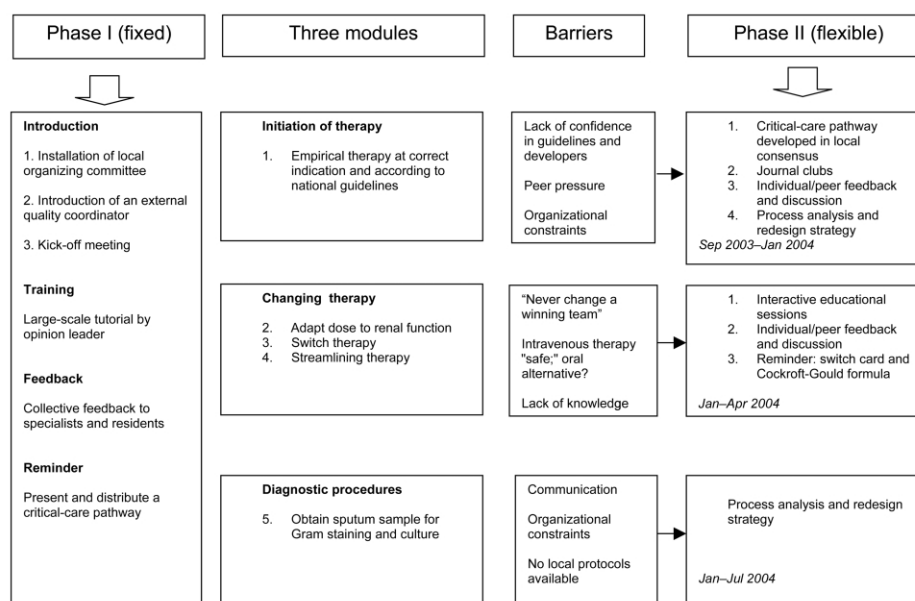 Phase I (fixed)
Three modules
Barriers
Phase II (flexible)
Introduction
1. Installation of local
organizing committee
2. Introduction of an external
quality coordinator
3. Kick-off meeting
Training
Large-scale tutorial by
opinion leader
Feedback
Collective feedback to
specialists and residents
Reminder
Present and distribute a
critical-care pathway
Initiation of therapy
1. Empirical therapy at correct
indication and according to
national guidelines
Lack of confidence
in guidelines and
developers
Peer pressure
Organizational
constraints
1. Critical-care pathway
developed in local
consensus
2. Journal clubs
3. Individual/peer feedback
and discussion
4. Process analysis and
redesign strategy
Sep 2003–Jan 2004
Changing therapy
2. Adapt dose to renal function
3. Switch therapy
4. Streamlining therapy
“Never change a
winning team”
Intravenous therapy
"safe;" oral
alternative?
Lack of knowledge
1. Interactive educational
sessions
2. Individual/peer feedback
and discussion
3. Reminder: switch card and
Cockroft-Gould formula
Jan–Apr 2004
Diagnostic procedures
5. Obtain sputum sample for
Gram staining and culture
Communication
Organizational
constraints
No local protocols
available
Process analysis and redesign
strategy
Jan–Jul 2004